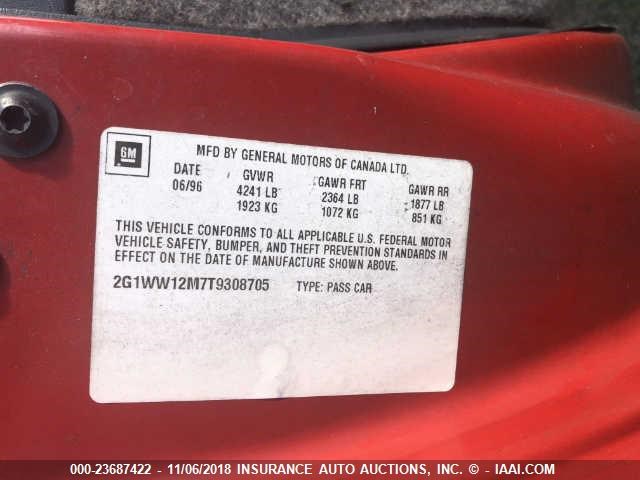 GM
MFD BY GENERAL MOTORS OF CANADA LTD.
DATE GVWR GAWR FRT GAWR RR
06/96 4241 LB 2364 LB 1877 LB
1923 KG 1072 KG 851 KG
THIS VEHICLE CONFORMS TO ALL APPLICABLE U.S. FEDERAL MOTOR
VEHICLE SAFETY, BUMPER, AND THEFT PREVENTION STANDARDS IN
EFFECT ON THE DATE OF MANUFACTURE SHOWN ABOVE.
2G1WW12M7T9308705 TYPE: PASS CAR
000-23687422 - 11/06/2018 INSURANCE AUTO AUCTIONS, INC. (C) - IAAI.COM